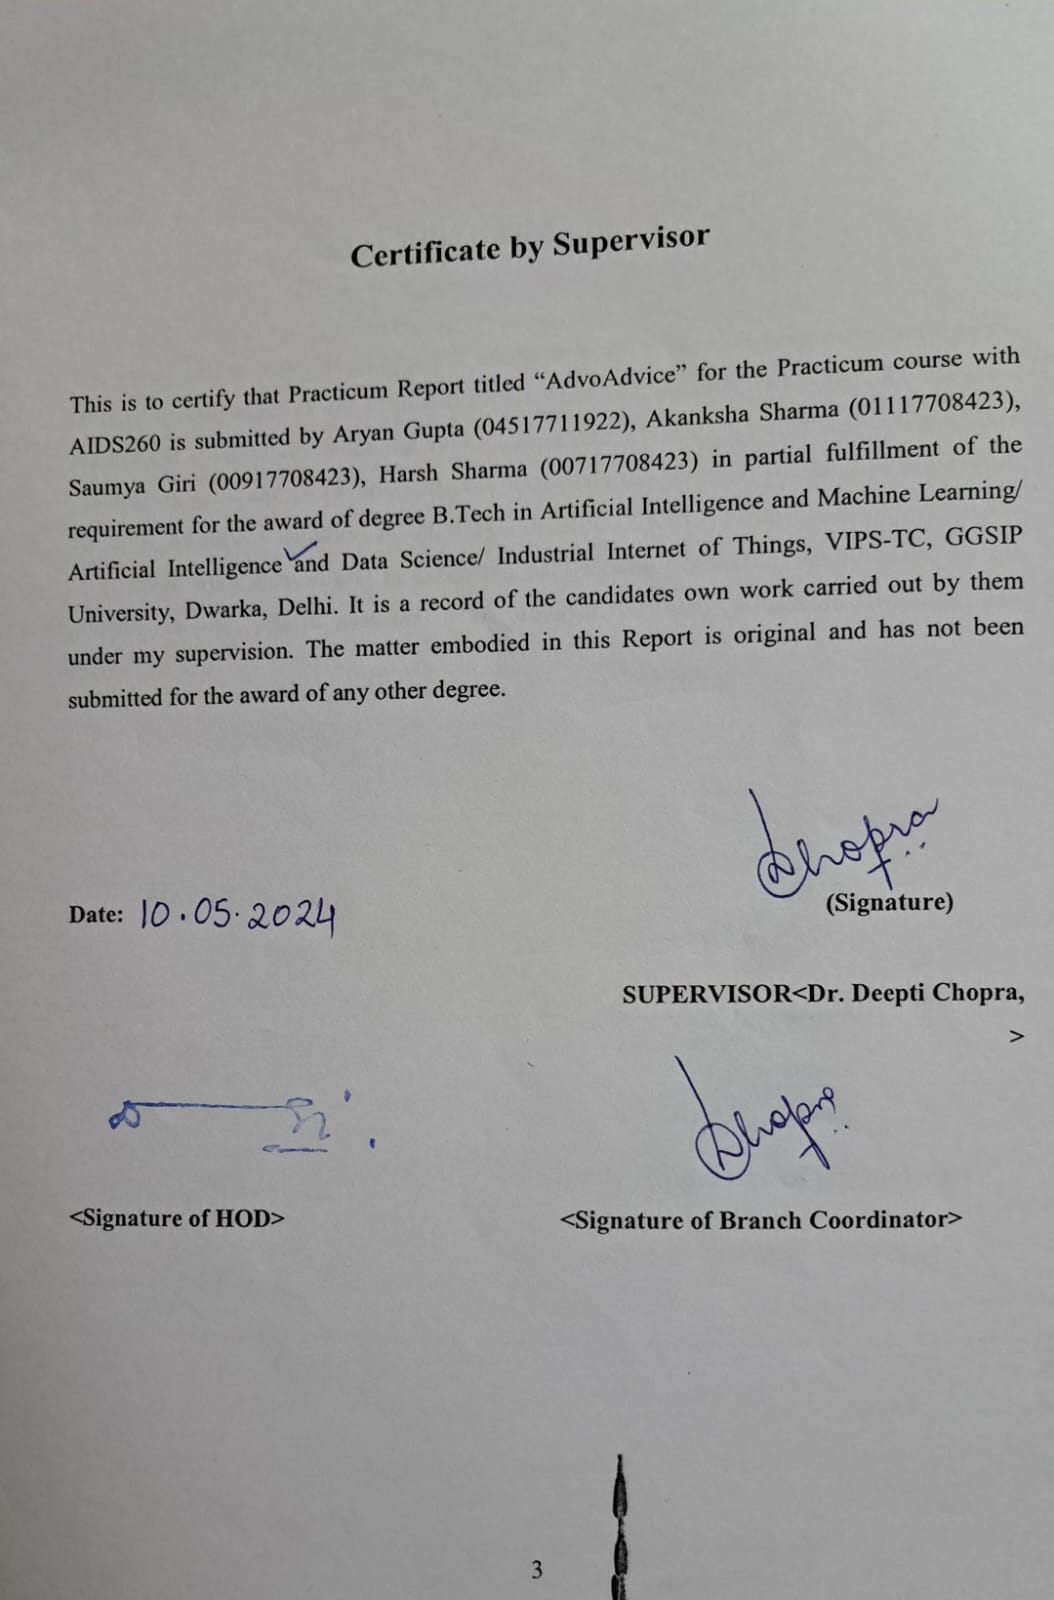 Certificate by Supervisor
This is to certify that Practicum Report titled “AdvoAdvice” for the Practicum course with
AIDS260 is submitted by Aryan Gupta (04517711922), Akanksha Sharma (01117708423),
Saumya Giri (00917708423), Harsh Sharma (00717708423) in partial fulfillment of the
requirement for the award of degree B.Tech in Artificial Intelligence and Machine Learning/
Artificial Intelligence and Data Science/ Industrial Internet of Things, VIPS-TC, GGSIP
University, Dwarka, Delhi. It is a record of the candidates own work carried out by them
under my supervision. The matter embodied in this Report is original and has not been
submitted for the award of any other degree.
Dhopra
(Signature)
Date: 10.05.2024
SUPERVISOR<Dr. Deepti Chopra,
>
Dhopra
<Signature of HOD>
<Signature of Branch Coordinator>
3